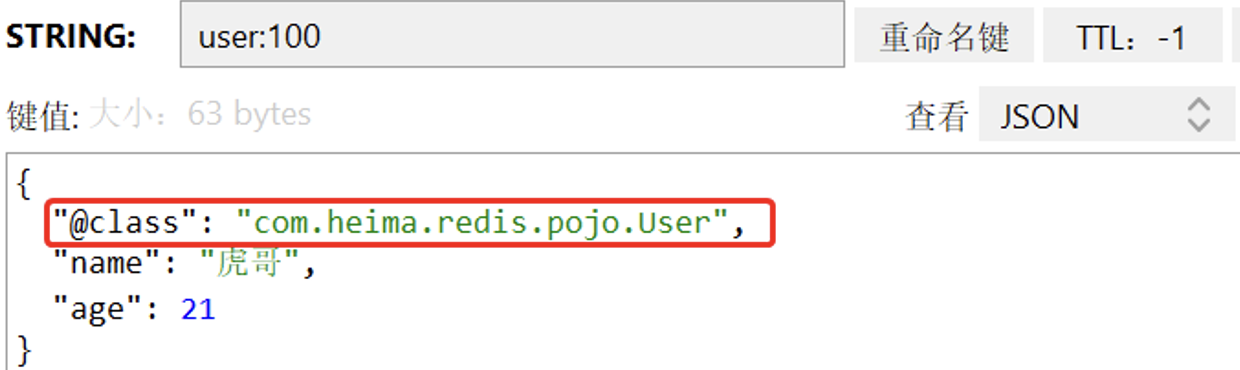 STRING: user:100 重命名键 TTL：-1
键值: 大小：63 bytes 查看 JSON
{
"@class": "com.heima.redis.pojo.User",
"name": "虎哥",
"age": 21
}